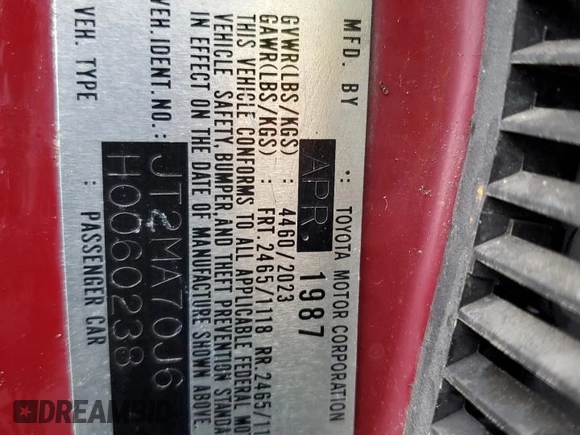 MFD. BY : TOYOTA MOTOR CORPORATION
APR. 1987
GVWR(LBS/KGS) : 4460/2023
GAWR(LBS/KGS) : FRT. 2465/1118 RR. 2465/11
THIS VEHICLE CONFORMS TO ALL APPLICABLE FEDERAL MO
VEHICLE SAFETY, BUMPER, AND THEFT PREVENTION STANDA
IN EFFECT ON THE DATE OF MANUFACTURE SHOWN ABOVE.
VEH. IDENT. NO. : JT2MA70J6
H0060238
VEH. TYPE : PASSENGER CAR
DREAMBID